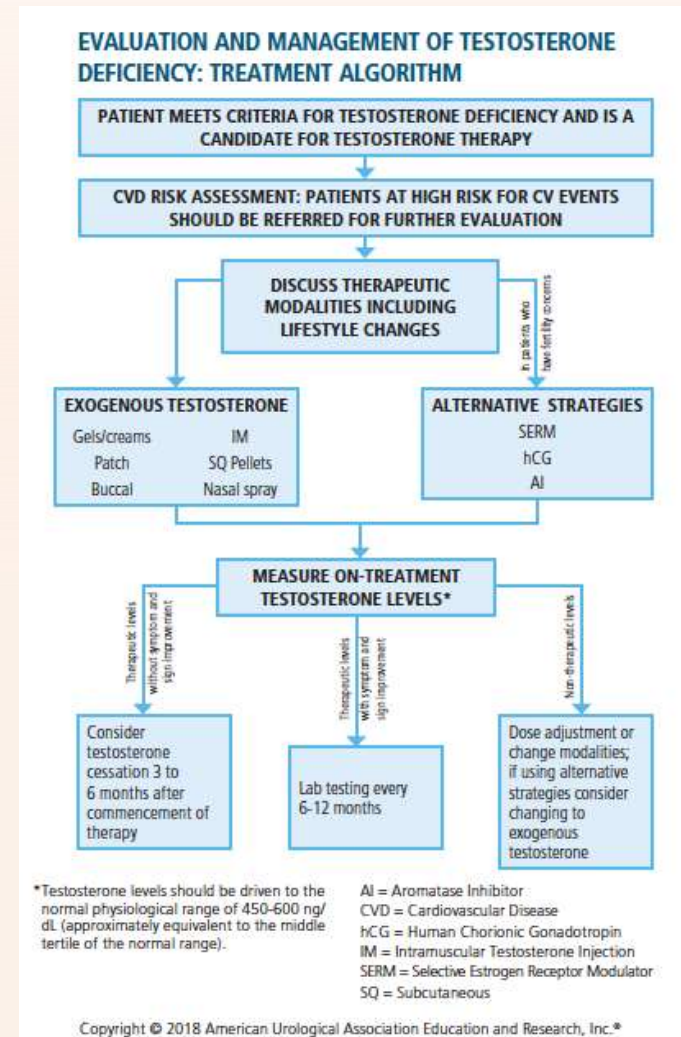 EVALUATION AND MANAGEMENT OF TESTOSTERONE
DEFICIENCY: TREATMENT ALGORITHM
PATIENT MEETS CRITERIA FOR TESTOSTERONE DEFICIENCY AND IS A
CANDIDATE FOR TESTOSTERONE THERAPY
CVD RISK ASSESSMENT: PATIENTS AT HIGH RISK FOR CV EVENTS
SHOULD BE REFERRED FOR FURTHER EVALUATION
DISCUSS THERAPEUTIC
MODALITIES INCLUDING
LIFESTYLE CHANGES
In patients who
have fertility concerns
EXOGENOUS TESTOSTERONE
Gels/creams IM
Patch SQ Pellets
Buccal Nasal spray
ALTERNATIVE STRATEGIES
SERM
hCG
AI
MEASURE ON-TREATMENT
TESTOSTERONE LEVELS*
Therapeutic levels
without symptom and
sign improvement
Therapeutic levels
with symptom and
sign improvement
Non-therapeutic levels
Consider
testosterone
cessation 3 to
6 months after
commencement of
therapy
Lab testing every
6-12 months
Dose adjustment or
change modalities;
if using alternative
strategies consider
changing to
exogenous
testosterone
*Testosterone levels should be driven to the
normal physiological range of 450-600 ng/
dL (approximately equivalent to the middle
tertile of the normal range).
AI = Aromatase Inhibitor
CVD = Cardiovascular Disease
hCG = Human Chorionic Gonadotropin
IM = Intramuscular Testosterone Injection
SERM = Selective Estrogen Receptor Modulator
SQ = Subcutaneous
Copyright © 2018 American Urological Association Education and Research, Inc.®